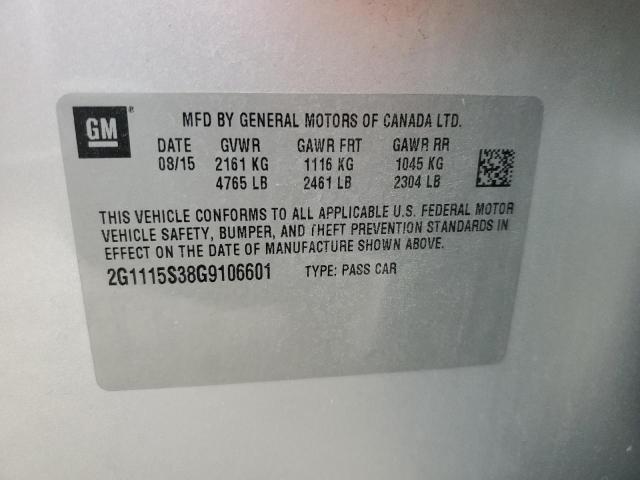 GM®
MFD BY GENERAL MOTORS OF CANADA LTD.
DATE GVWR GAWR FRT GAWR RR
08/15 2161 KG 1116 KG 1045 KG
4765 LB 2461 LB 2304 LB
THIS VEHICLE CONFORMS TO ALL APPLICABLE U.S. FEDERAL MOTOR
VEHICLE SAFETY, BUMPER, AND THEFT PREVENTION STANDARDS IN
EFFECT ON THE DATE OF MANUFACTURE SHOWN ABOVE.
2G1115S38G9106601 TYPE: PASS CAR